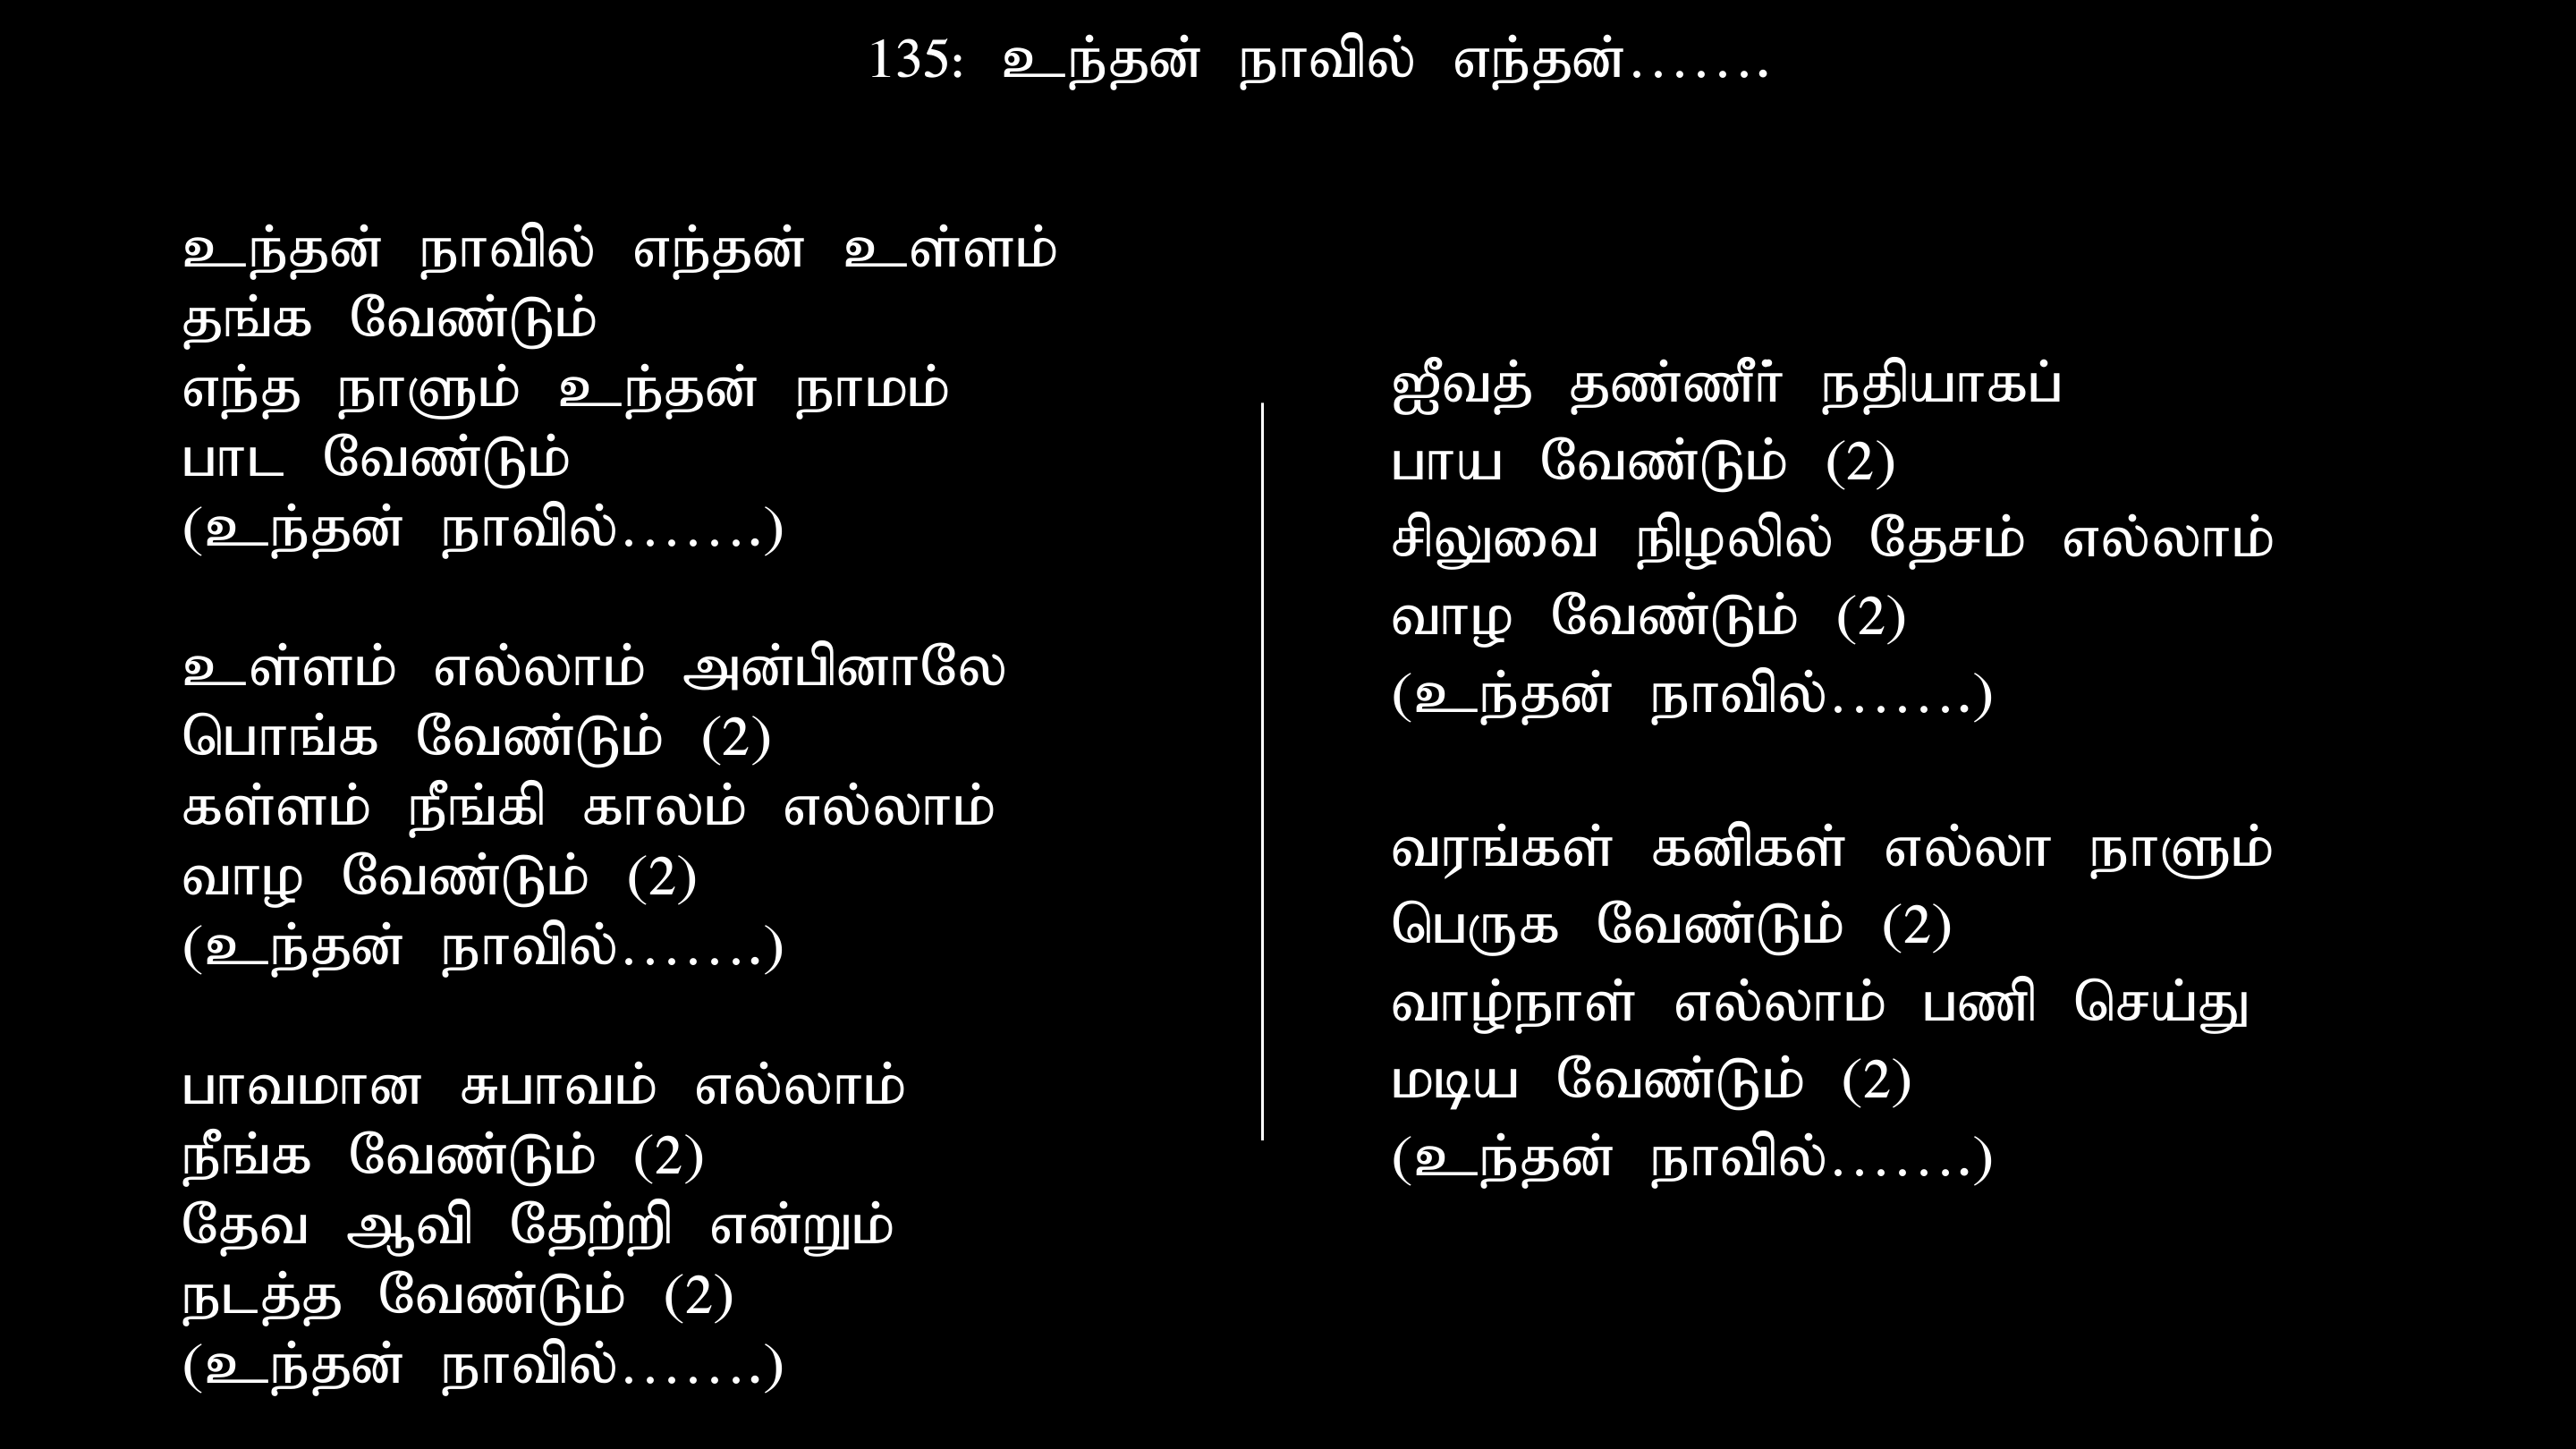 135: உந்தன் நாவில் எந்தன்.......
உந்தன் நாவில் எந்தன் உள்ளம்
தங்க வேண்டும்
எந்த நாளும் உந்தன் நாமம்
பாட வேண்டும்
(உந்தன் நாவில்.......)
உள்ளம் எல்லாம் அன்பினாலே
பொங்க வேண்டும் (2)
கள்ளம் நீங்கி காலம் எல்லாம்
வாழ வேண்டும் (2)
(உந்தன் நாவில்.......)
பாவமான சுபாவம் எல்லாம்
நீங்க வேண்டும் (2)
தேவ ஆவி தேற்றி என்றும்
நடத்த வேண்டும் (2)
(உந்தன் நாவில்.......)
ஜீவத் தண்ணீர் நதியாகப்
பாய வேண்டும் (2)
சிலுவை நிழலில் தேசம் எல்லாம்
வாழ வேண்டும் (2)
(உந்தன் நாவில்.......)
வரங்கள் கனிகள் எல்லா நாளும்
பெருக வேண்டும் (2)
வாழ்நாள் எல்லாம் பணி செய்து
மடிய வேண்டும் (2)
(உந்தன் நாவில்.......)